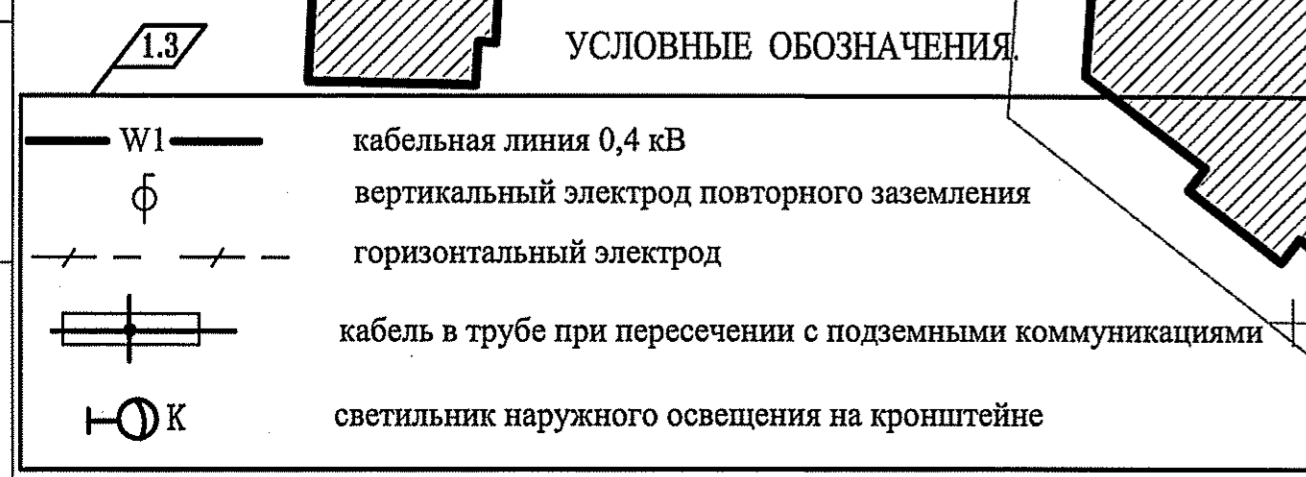 1.3
УСЛОВНЫЕ ОБОЗНАЧЕНИЯ.
W1 кабельная линия 0,4 кВ
вертикальный электрод повторного заземления
горизонтальный электрод
кабель в трубе при пересечении с подземными коммуникациями
К светильник наружного освещения на кронштейне